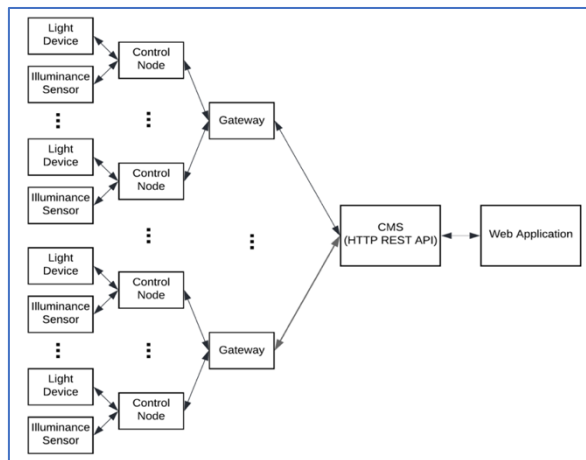 Light
Device
Illuminance
Sensor
Control
Node
Light
Device
Illuminance
Sensor
Control
Node
Gateway
Light
Device
Illuminance
Sensor
Control
Node
Light
Device
Illuminance
Sensor
Control
Node
Gateway
CMS
(HTTP REST API)
Web Application